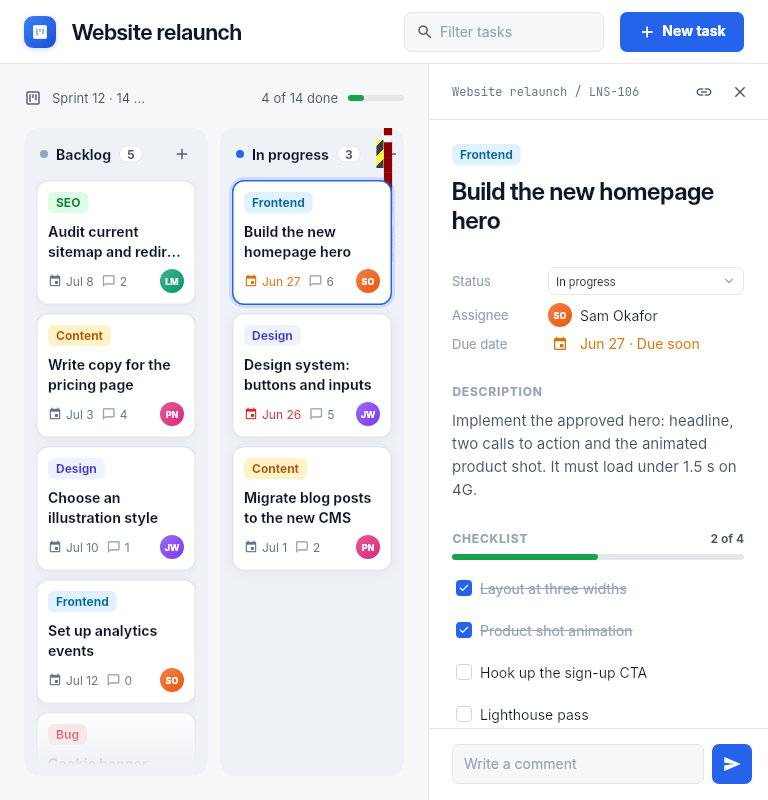 Website relaunch
Filter tasks
New task
Sprint 12 · 14 ...
4 of 14 done
Backlog 5
SEO
Audit current
sitemap and redir...
Jul 8 2
LM
Content
Write copy for the
pricing page
Jul 3 4
PN
Design
Choose an
illustration style
Jul 10 1
JW
Frontend
Set up analytics
events
Jul 12 0
SO
Bug
Cookie banner
In progress 3
Frontend
Build the new
homepage hero
Jun 27 6
SO
Design
Design system:
buttons and inputs
Jun 26 5
JW
Content
Migrate blog posts
to the new CMS
Jul 1 2
PN
Website relaunch / LNS-106
Frontend
Build the new homepage
hero
Status In progress
Assignee SO Sam Okafor
Due date Jun 27 · Due soon
DESCRIPTION
Implement the approved hero: headline,
two calls to action and the animated
product shot. It must load under 1.5 s on
4G.
CHECKLIST 2 of 4
Layout at three widths
Product shot animation
Hook up the sign-up CTA
Lighthouse pass
Write a comment